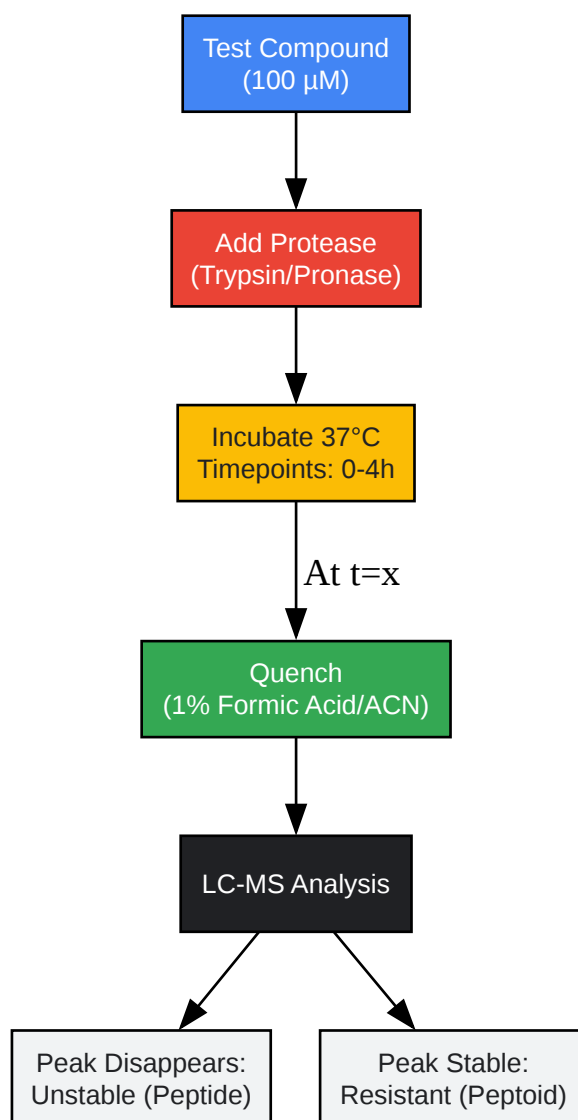 Test Compound
(100 µM)
Add Protease
(Trypsin/Pronase)
Incubate 37°C
Timepoints: 0-4h
At t=x
Quench
(1% Formic Acid/ACN)
LC-MS Analysis
Peak Disappears:
Unstable (Peptide)
Peak Stable:
Resistant (Peptoid)